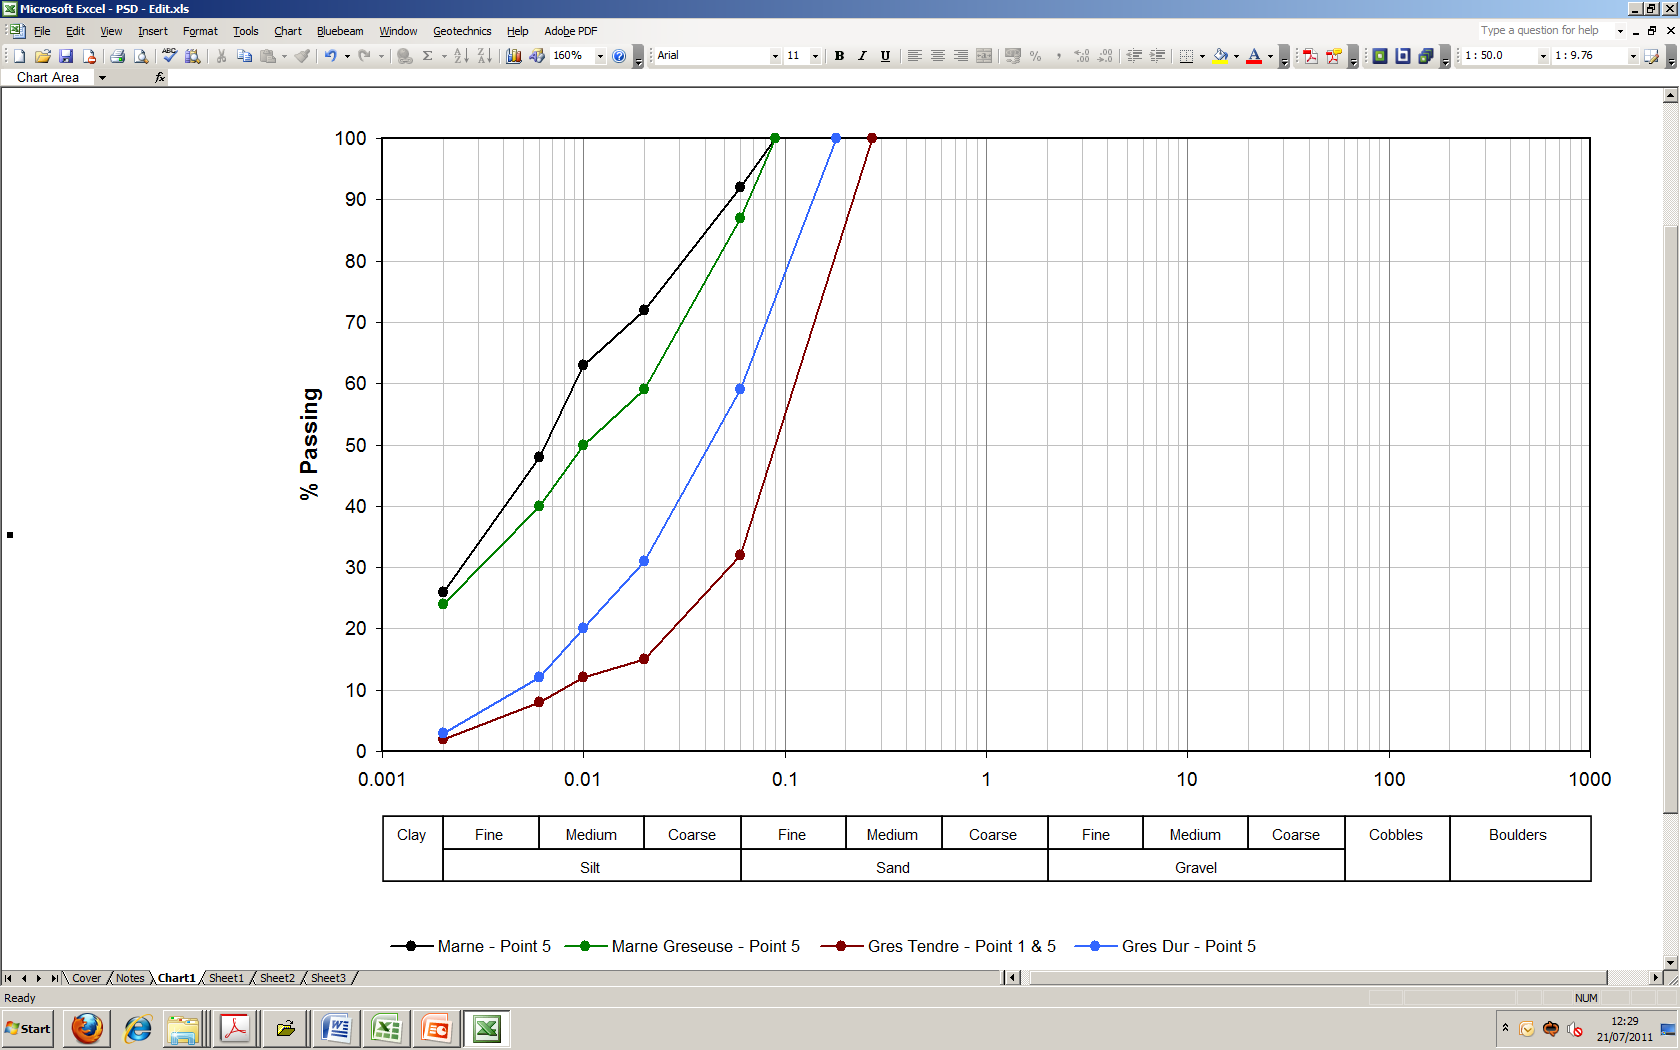 Microsoft Excel - PSD - Edit.xls
File Edit View Insert Format Tools Chart Bluebeam Window Geotechnics Help Adobe PDF Type a question for help
160% Arial 11 B I U 1 : 50.0 1 : 9.76
Chart Area fx
100
90
80
70
60
50
40
30
20
10
0
% Passing
0.001 0.01 0.1 1 10 100 1000
Clay Fine Medium Coarse Fine Medium Coarse Fine Medium Coarse Cobbles Boulders
Silt Sand Gravel
Marne - Point 5 Marne Greseuse - Point 5 Gres Tendre - Point 1 & 5 Gres Dur - Point 5
Cover Notes Chart1 Sheet1 Sheet2 Sheet3
Ready NUM
Start 12:29
21/07/2011